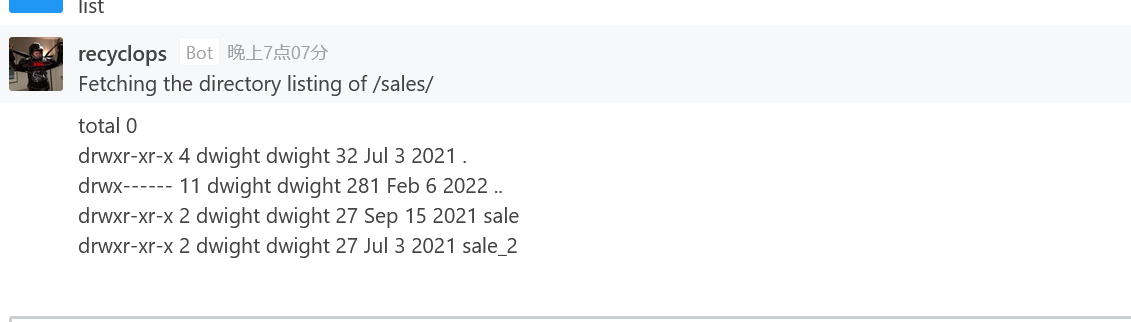 list
recyclops Bot 晚上7点07分
Fetching the directory listing of /sales/
total 0
drwxr-xr-x 4 dwight dwight 32 Jul 3 2021 .
drwx------ 11 dwight dwight 281 Feb 6 2022 ..
drwxr-xr-x 2 dwight dwight 27 Sep 15 2021 sale
drwxr-xr-x 2 dwight dwight 27 Jul 3 2021 sale_2